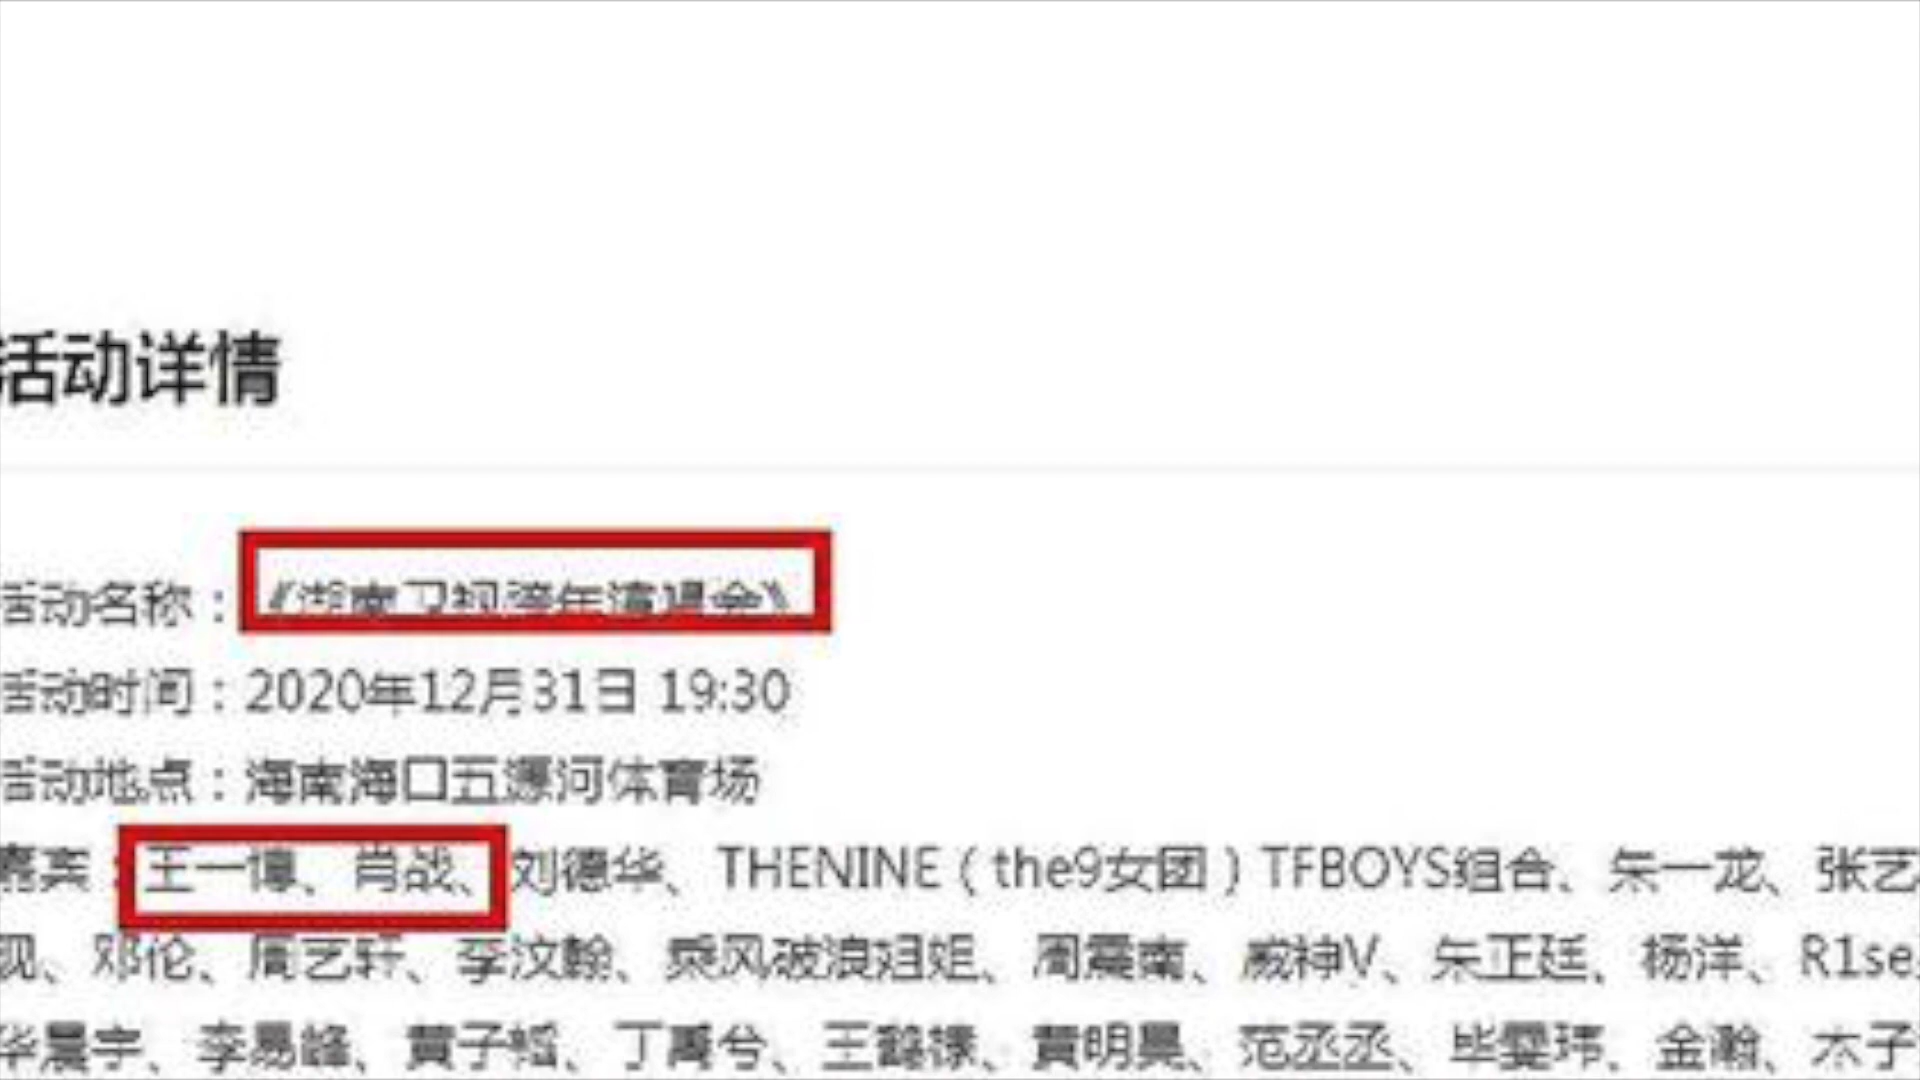 活动详情
活动名称：《湖南卫视跨年演唱会》
活动时间：2020年12月31日 19:30
活动地点：海南海口五源河体育场
嘉宾：王一博、肖战、刘德华、THENINE（the9女团）TFBOYS组合、朱一龙、张艺
现、邓伦、周艺轩、李汶翰、乘风破浪姐姐、周震南、威神V、朱正廷、杨洋、R1se
华晨宇、李易峰、黄子韬、丁禹兮、王鹤棣、黄明昊、范丞丞、毕雯珺、金瀚、太子